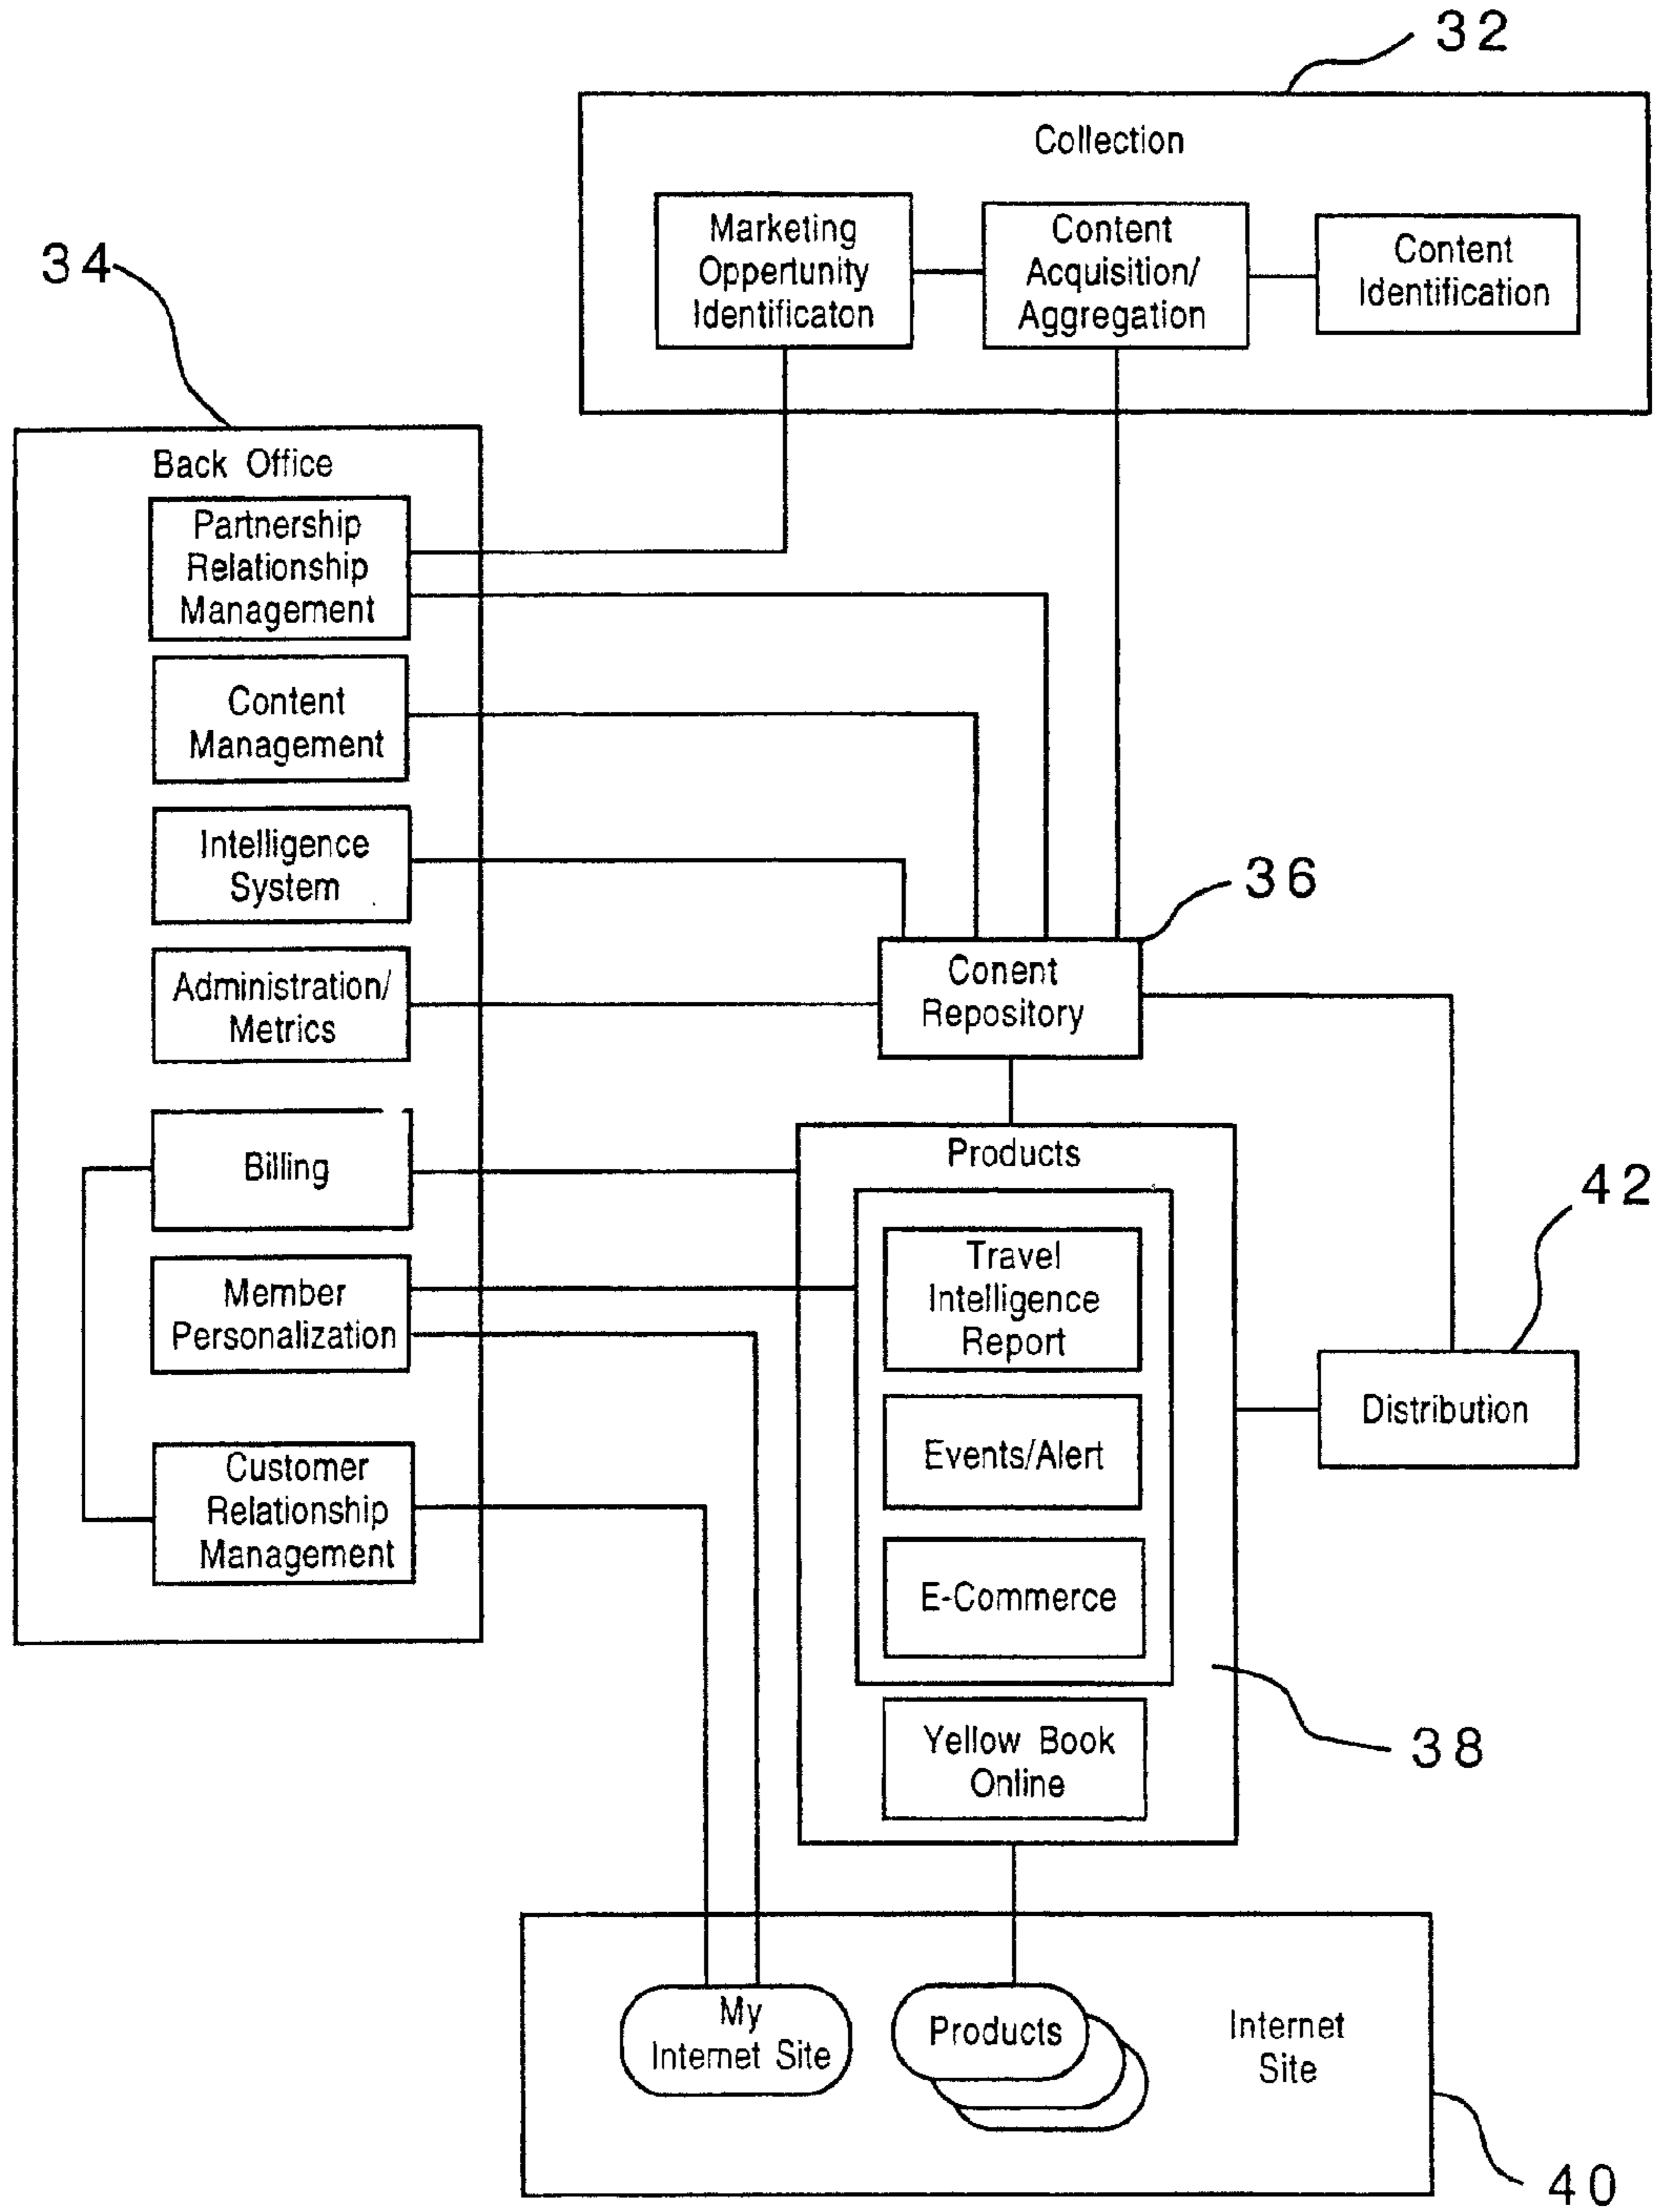 32
Collection
Marketing
Oppertunity
Identificaton
Content
Acquisition/
Aggregation
Content
Identification
34
Back Office
Partnership
Relationship
Management
Content
Management
Intelligence
System
Administration/
Metrics
Billing
Member
Personalization
Customer
Relationship
Management
36
Conent
Repository
Products
Travel
Intelligence
Report
Events/Alert
E-Commerce
Yellow Book
Online
38
42
Distribution
My
Internet Site
Products
Internet
Site
40